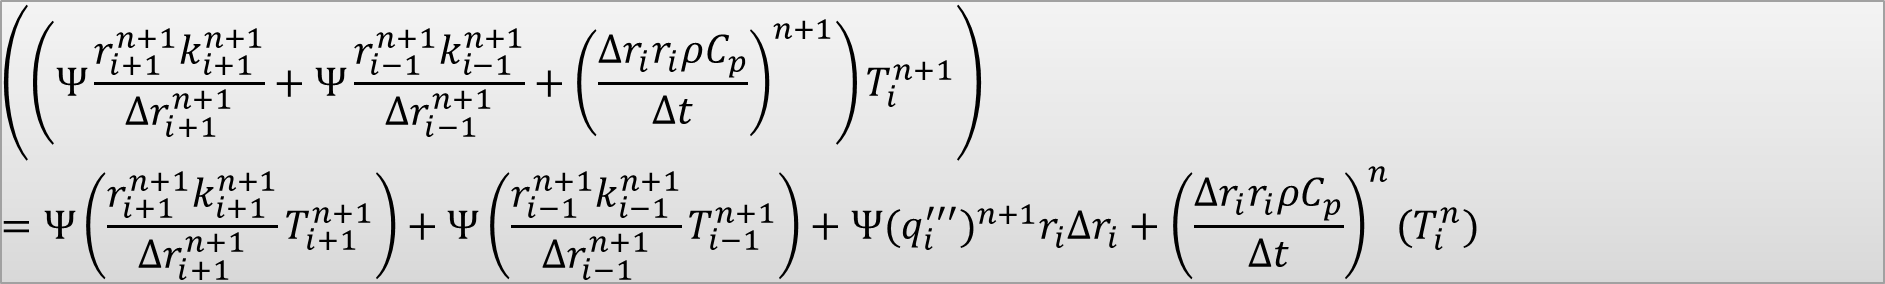 ((Ψ r_{i+1}^{n+1}k_{i+1}^{n+1}/Δr_{i+1}^{n+1} + Ψ r_{i-1}^{n+1}k_{i-1}^{n+1}/Δr_{i-1}^{n+1} + (Δr_i r_i ρC_p/Δt)^{n+1}) T_i^{n+1})
= Ψ (r_{i+1}^{n+1}k_{i+1}^{n+1}/Δr_{i+1}^{n+1} T_{i+1}^{n+1}) + Ψ (r_{i-1}^{n+1}k_{i-1}^{n+1}/Δr_{i-1}^{n+1} T_{i-1}^{n+1}) + Ψ(q_i''')^{n+1} r_i Δr_i + (Δr_i r_i ρC_p/Δt)^n (T_i^n)